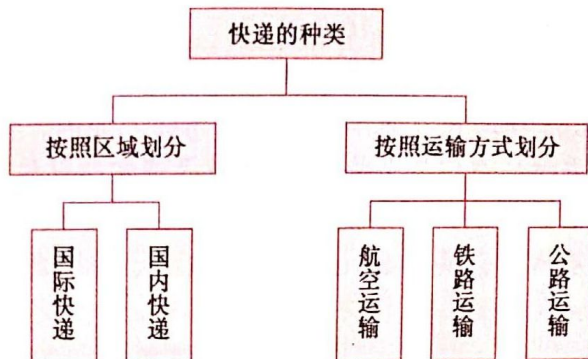 快递的种类
按照区域划分
按照运输方式划分
国际快递
国内快递
航空运输
铁路运输
公路运输